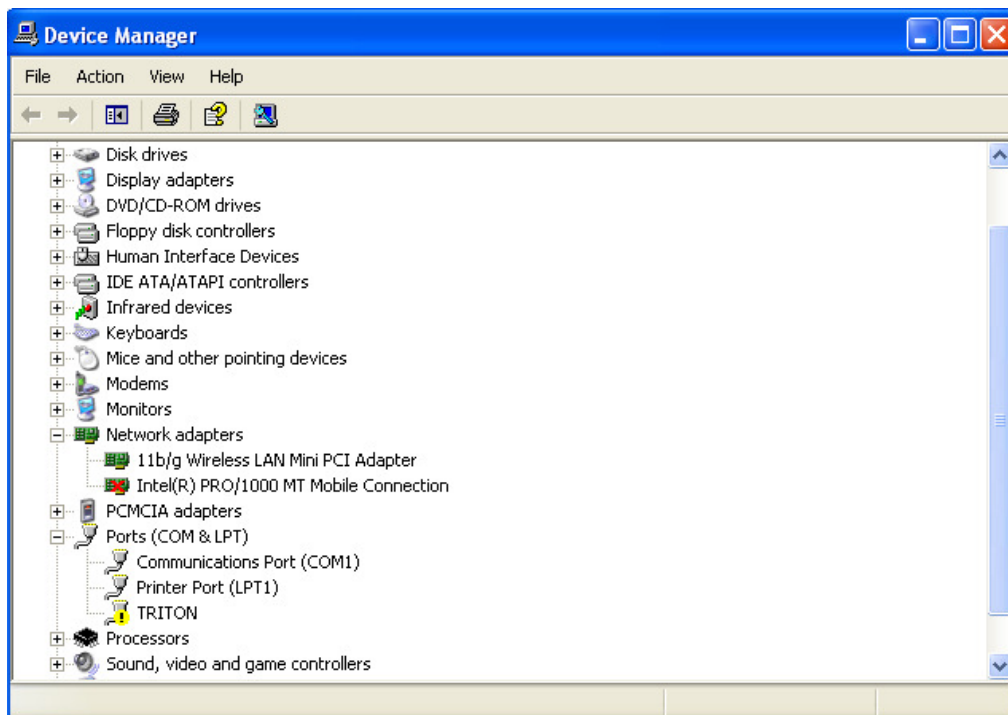 Device Manager
File Action View Help
Disk drives
Display adapters
DVD/CD-ROM drives
Floppy disk controllers
Human Interface Devices
IDE ATA/ATAPI controllers
Infrared devices
Keyboards
Mice and other pointing devices
Modems
Monitors
Network adapters
11b/g Wireless LAN Mini PCI Adapter
Intel(R) PRO/1000 MT Mobile Connection
PCMCIA adapters
Ports (COM & LPT)
Communications Port (COM1)
Printer Port (LPT1)
TRITON
Processors
Sound, video and game controllers